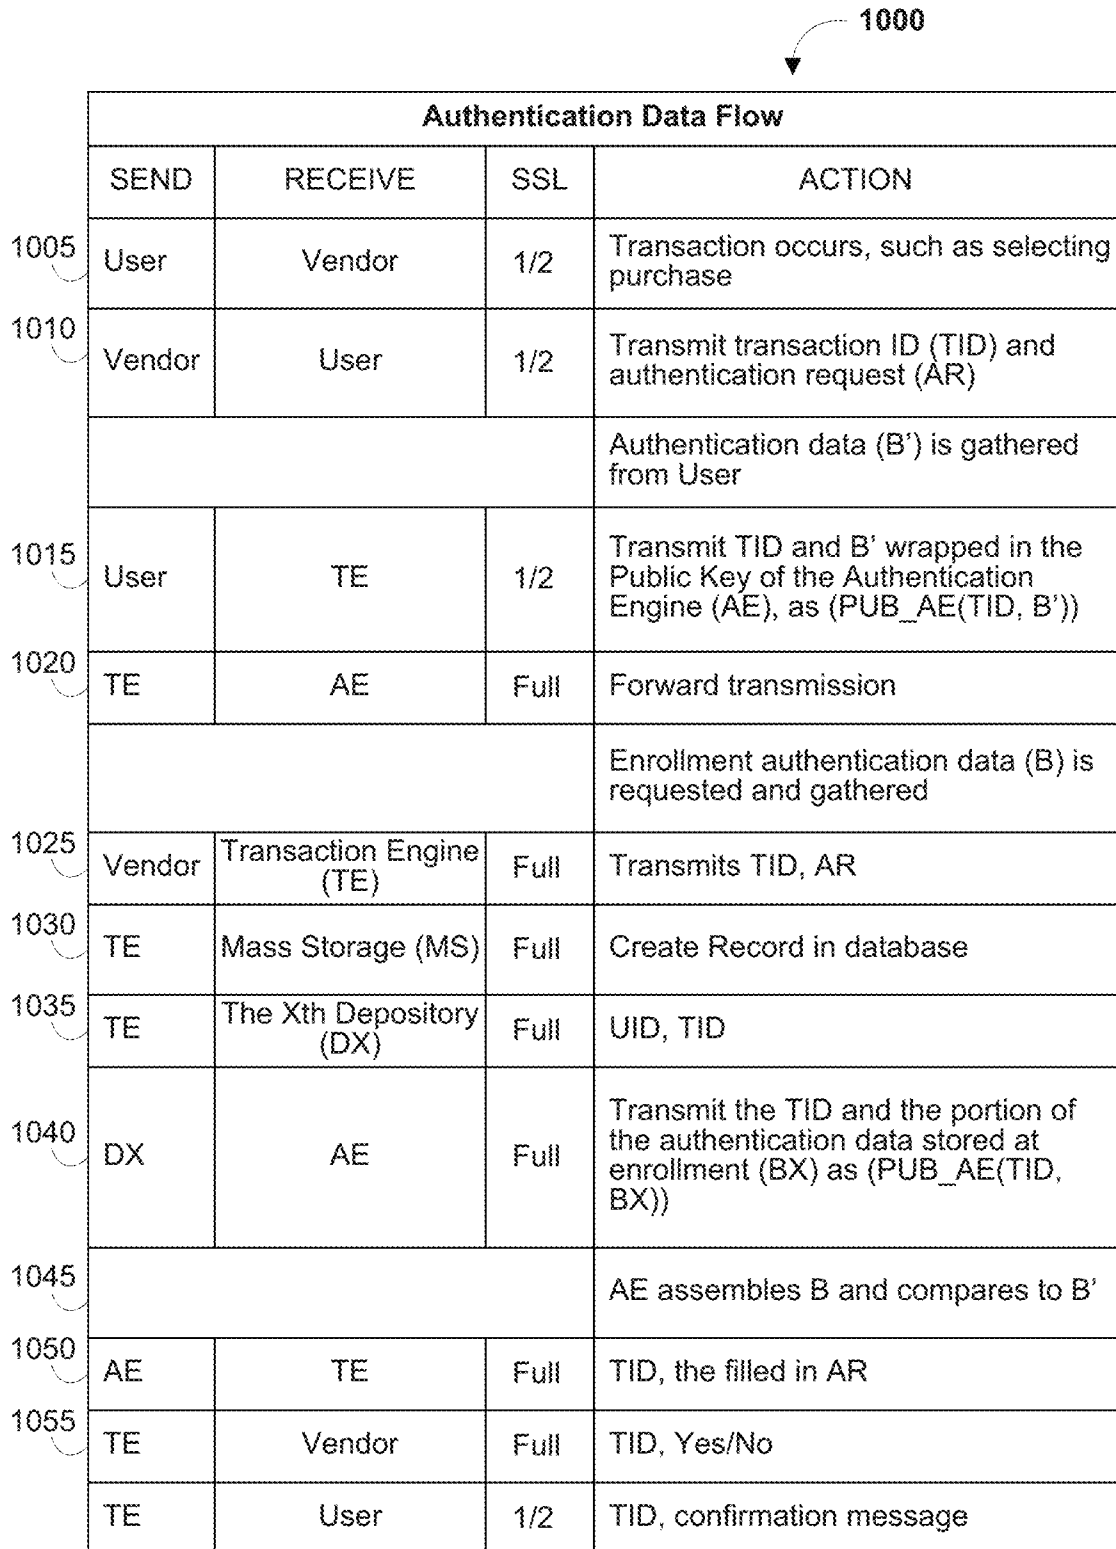 1000
Authentication Data Flow
SEND RECEIVE SSL ACTION
1005 User Vendor 1/2 Transaction occurs, such as selecting
purchase
1010 Vendor User 1/2 Transmit transaction ID (TID) and
authentication request (AR)
Authentication data (B’) is gathered
from User
1015 User TE 1/2 Transmit TID and B’ wrapped in the
Public Key of the Authentication
Engine (AE), as (PUB_AE(TID, B’))
1020 TE AE Full Forward transmission
Enrollment authentication data (B) is
requested and gathered
1025 Vendor Transaction Engine
(TE) Full Transmits TID, AR
1030 TE Mass Storage (MS) Full Create Record in database
1035 TE The Xth Depository
(DX) Full UID, TID
1040 DX AE Full Transmit the TID and the portion of
the authentication data stored at
enrollment (BX) as (PUB_AE(TID,
BX))
1045 AE assembles B and compares to B’
1050 AE TE Full TID, the filled in AR
1055 TE Vendor Full TID, Yes/No
TE User 1/2 TID, confirmation message